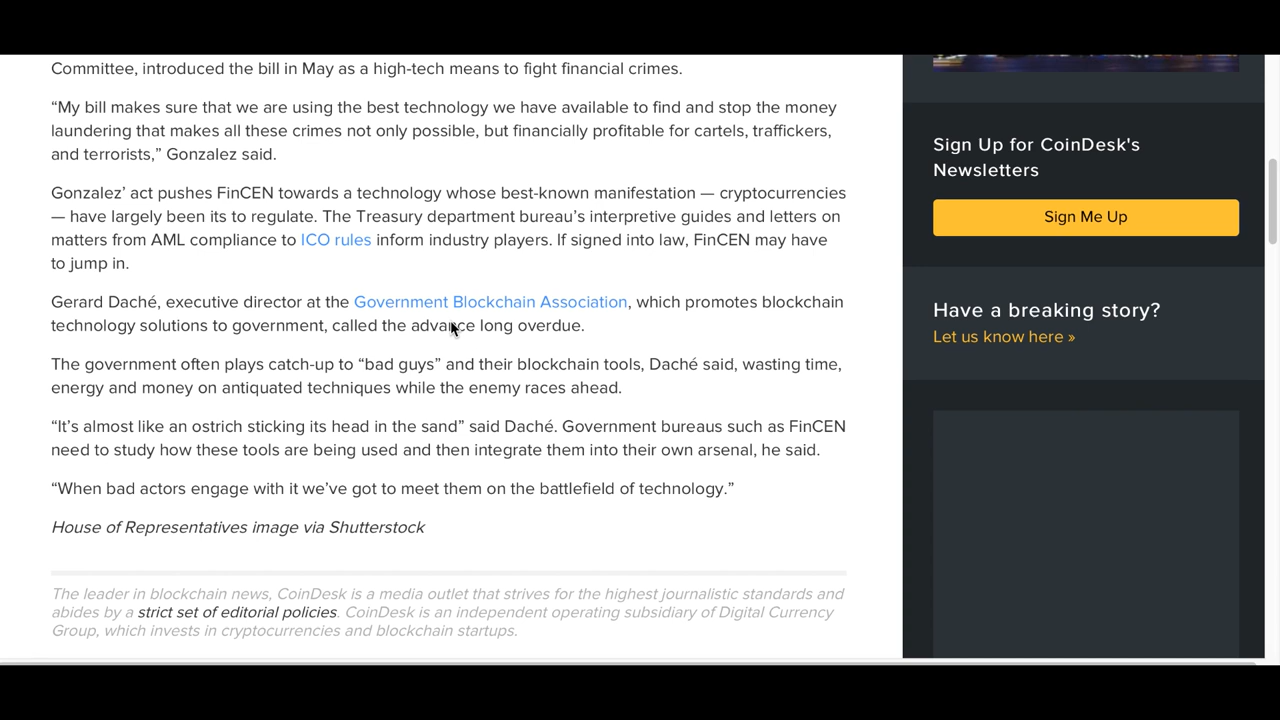 Committee, introduced the bill in May as a high-tech means to fight financial crimes.
“My bill makes sure that we are using the best technology we have available to find and stop the money
laundering that makes all these crimes not only possible, but financially profitable for cartels, traffickers,
and terrorists,” Gonzalez said.
Gonzalez’ act pushes FinCEN towards a technology whose best-known manifestation — cryptocurrencies
— have largely been its to regulate. The Treasury department bureau’s interpretive guides and letters on
matters from AML compliance to ICO rules inform industry players. If signed into law, FinCEN may have
to jump in.
Gerard Daché, executive director at the Government Blockchain Association, which promotes blockchain
technology solutions to government, called the advance long overdue.
The government often plays catch-up to “bad guys” and their blockchain tools, Daché said, wasting time,
energy and money on antiquated techniques while the enemy races ahead.
“It’s almost like an ostrich sticking its head in the sand” said Daché. Government bureaus such as FinCEN
need to study how these tools are being used and then integrate them into their own arsenal, he said.
“When bad actors engage with it we’ve got to meet them on the battlefield of technology.”
House of Representatives image via Shutterstock
The leader in blockchain news, CoinDesk is a media outlet that strives for the highest journalistic standards and
abides by a strict set of editorial policies. CoinDesk is an independent operating subsidiary of Digital Currency
Group, which invests in cryptocurrencies and blockchain startups.
Sign Up for CoinDesk's
Newsletters
Sign Me Up
Have a breaking story?
Let us know here »